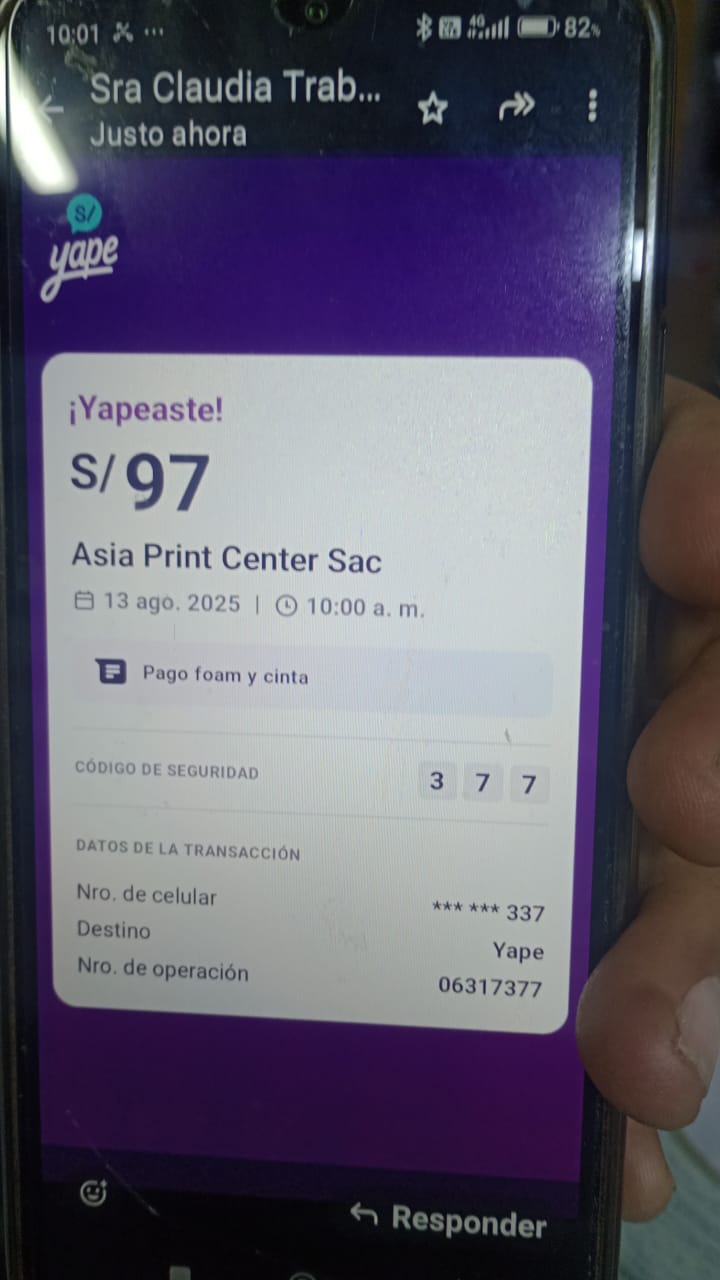 10:01 ... 4G 82%
Sra Claudia Trab...
Justo ahora
S/
yape
¡Yapeaste!
S/ 97
Asia Print Center Sac
13 ago. 2025 | 10:00 a. m.
Pago foam y cinta
CÓDIGO DE SEGURIDAD 3 7 7
DATOS DE LA TRANSACCIÓN
Nro. de celular *** *** 337
Destino Yape
Nro. de operación 06317377
Responder